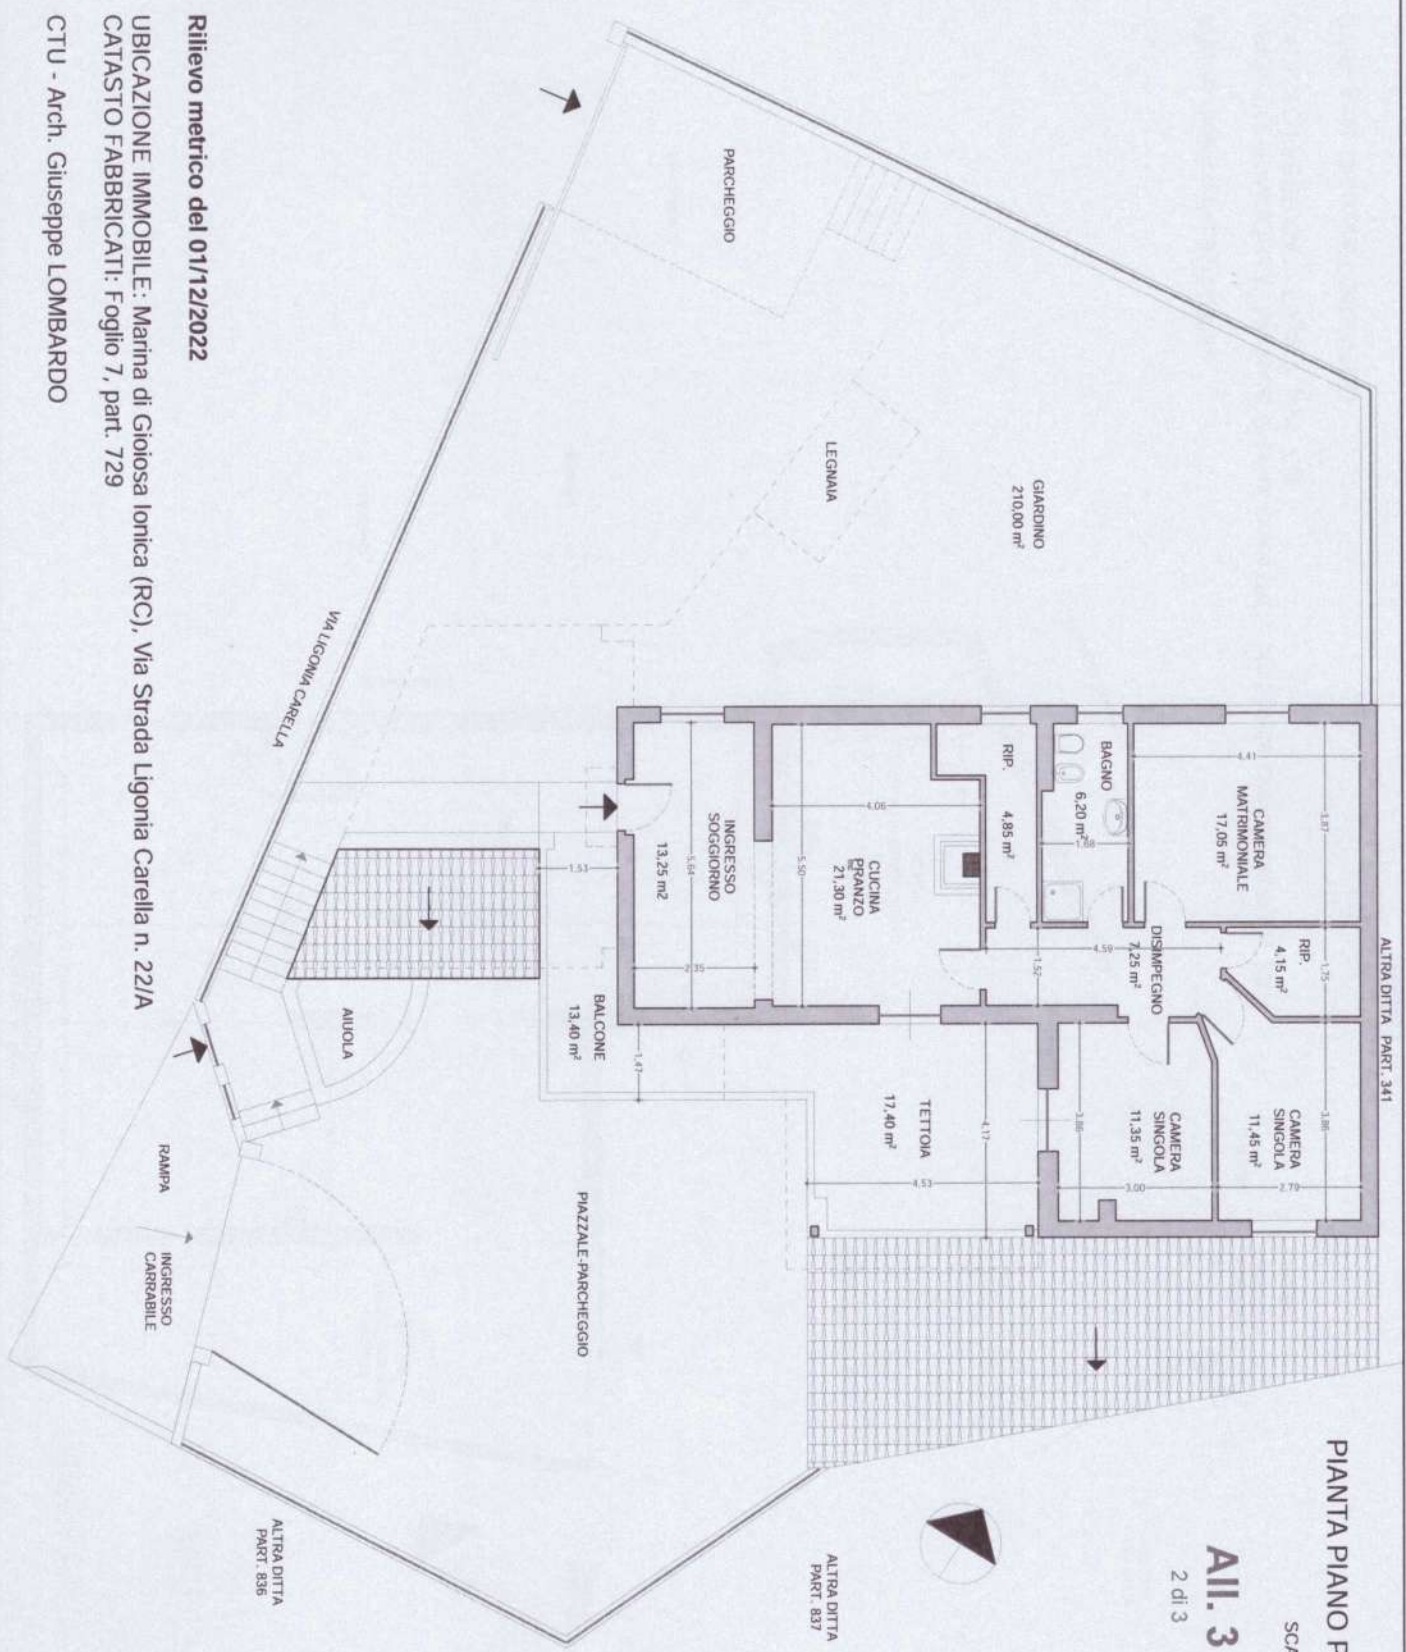 PIANTA PIANO
All. 3
2 di 3
ALTRA DITTA PART. 341
CAMERA
MATRIMONIALE
17,05 m²
4.41
3.87
RIP.
4,15 m²
1.75
CAMERA
SINGOLA
11,45 m²
3.86
2.79
BAGNO
6,20 m²
1.68
DISIMPEGNO
7,25 m²
4.59
1.52
CAMERA
SINGOLA
11,35 m²
3.86
3.00
RIP.
4,85 m²
CUCINA
PRANZO
21,30 m²
4.06
5.50
TETTOIA
17,40 m²
4.17
4.53
INGRESSO
SOGGIORNO
13,25 m2
5.64
2.35
BALCONE
13,40 m²
1.53
1.47
GIARDINO
210,00 m²
LEGNAIA
PARCHEGGIO
VIA LIGONIA CARELLA
AIUOLA
PIAZZALE-PARCHEGGIO
RAMPA
INGRESSO
CARRABILE
ALTRA DITTA
PART. 837
ALTRA DITTA
PART. 836
Rilievo metrico del 01/12/2022
UBICAZIONE IMMOBILE: Marina di Gioiosa Ionica (RC), Via Strada Ligonia Carella n. 22/A
CATASTO FABBRICATI: Foglio 7, part. 729
CTU - Arch. Giuseppe LOMBARDO